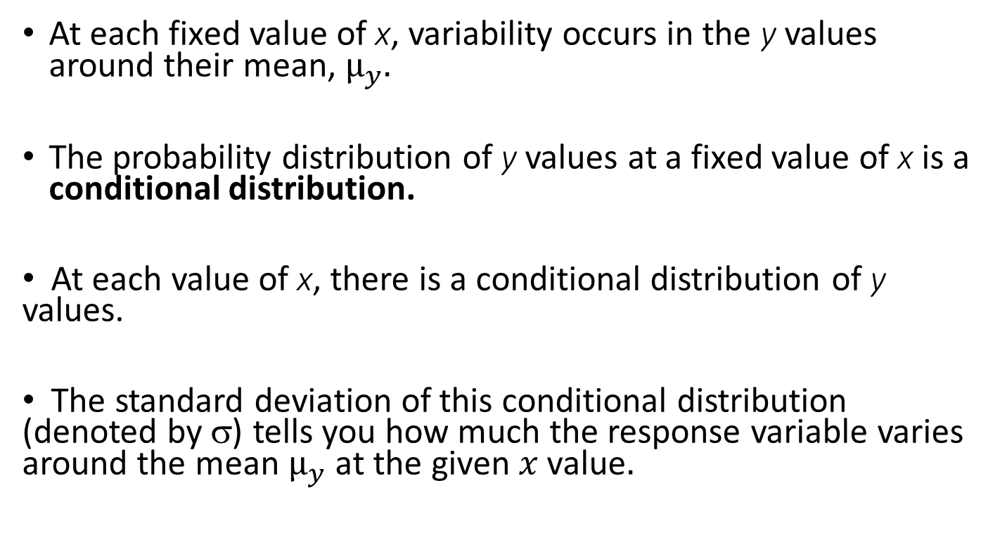 • At each fixed value of x, variability occurs in the y values
around their mean, μy.
• The probability distribution of y values at a fixed value of x is a
conditional distribution.
• At each value of x, there is a conditional distribution of y
values.
• The standard deviation of this conditional distribution
(denoted by σ) tells you how much the response variable varies
around the mean μy at the given x value.